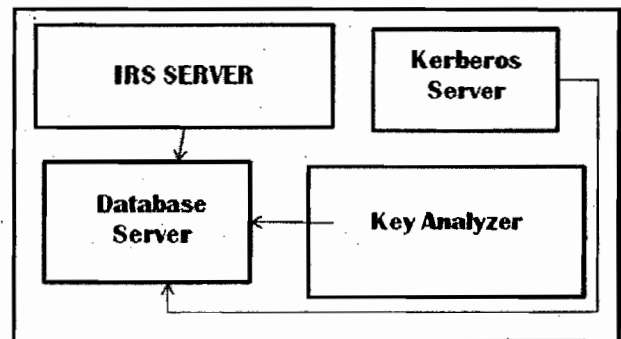 IRS SERVER
Kerberos
Server
Database
Server
Key Analyzer